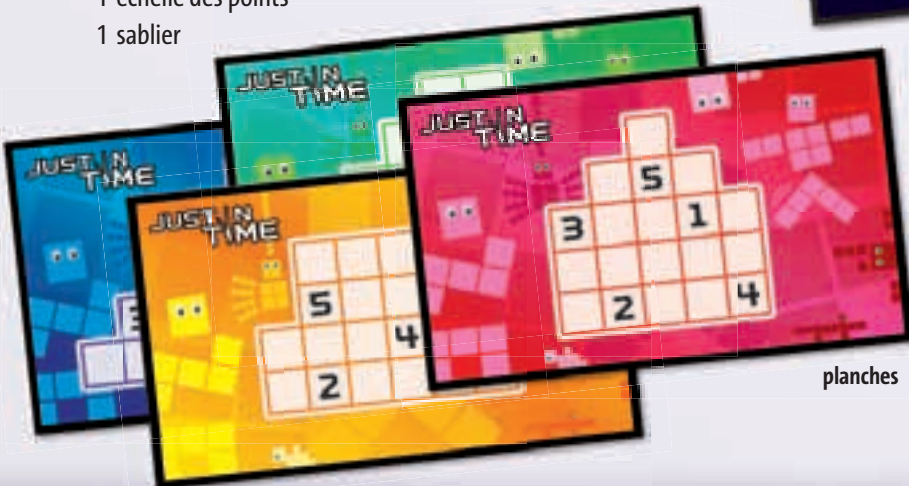 1 échelle des points
1 sablier
JUST IN
TIME
JUST IN
TIME
5
3 1
2 4
JUST IN
TIME
JUST IN
TIME
5
4
2
planches